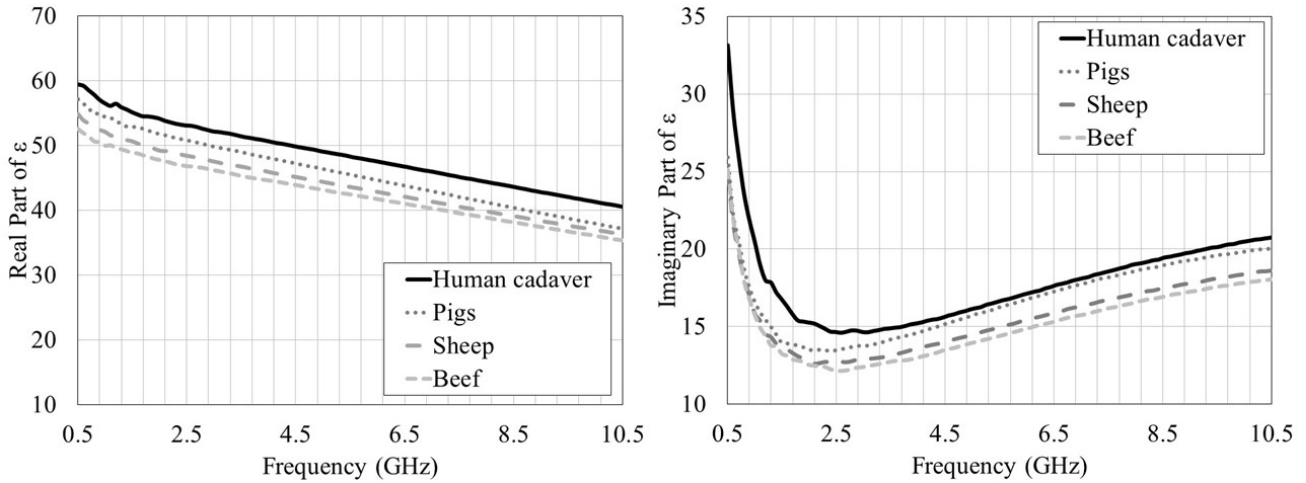 70
60
50
40
30
20
10
Real Part of ε
0.5 2.5 4.5 6.5 8.5 10.5
Frequency (GHz)
Human cadaver
Pigs
Sheep
Beef
35
30
25
20
15
10
Imaginary Part of ε
0.5 2.5 4.5 6.5 8.5 10.5
Frequency (GHz)
Human cadaver
Pigs
Sheep
Beef